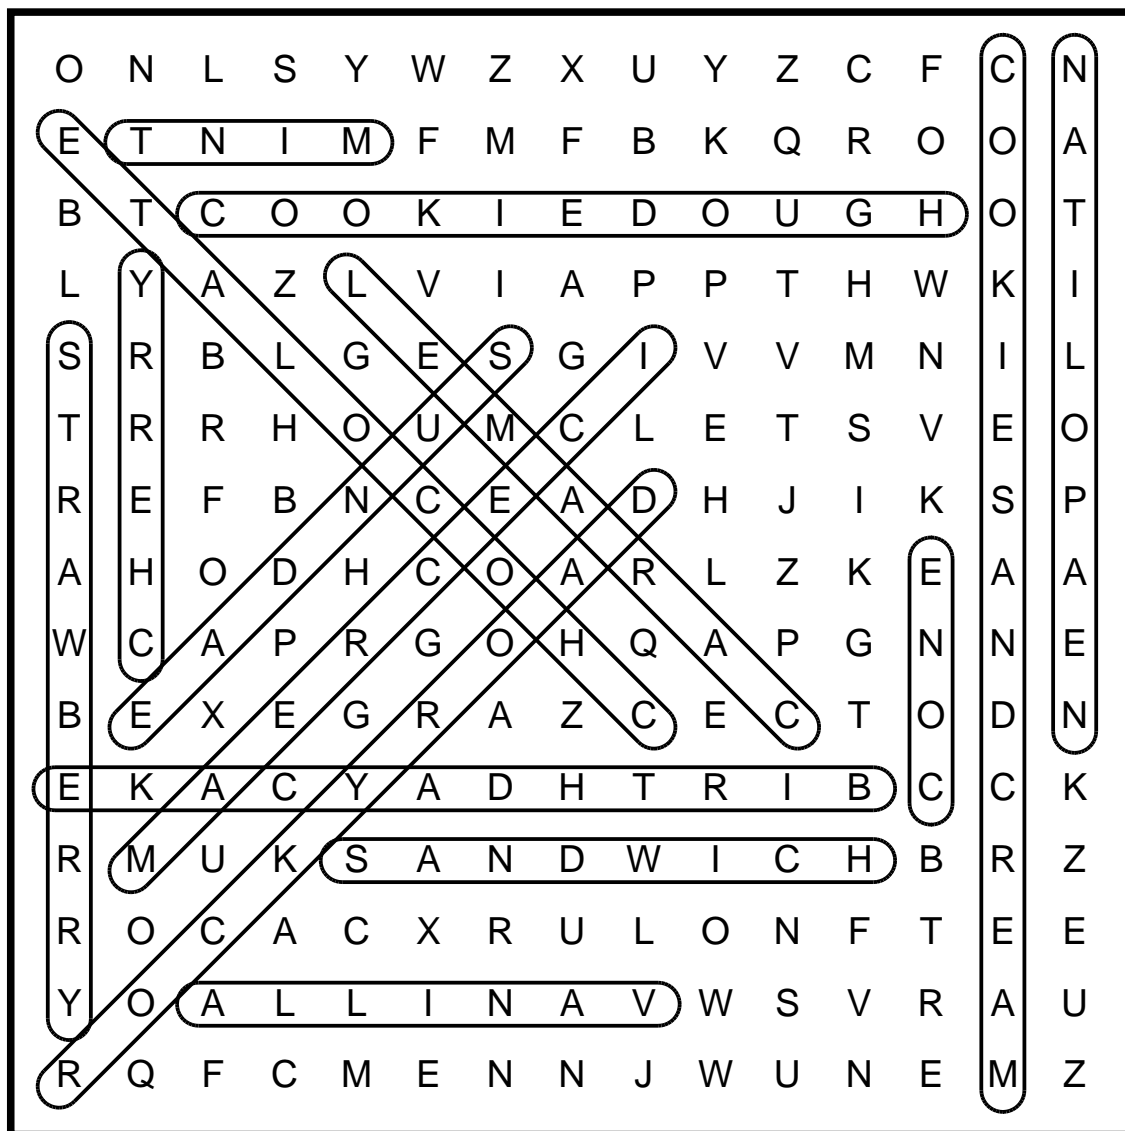 O N L S Y W Z X U Y Z C F C N
E T N I M F M F B K Q R O O A
B T C O O K I E D O U G H O T
L Y A Z L V I A P P T H W K I
S R B L G E S G I V V M N I L
T R R H O U M C L E T S V E O
R E F B N C E A D H J I K S P
A H O D H C O A R L Z K E A A
W C A P R G O H Q A P G N N E
B E X E G R A Z C E C T O D N
E K A C Y A D H T R I B C C K
R M U K S A N D W I C H B R Z
R O C A C X R U L O N F T E E
Y O A L L I N A V W S V R A U
R Q F C M E N N J W U N E M Z